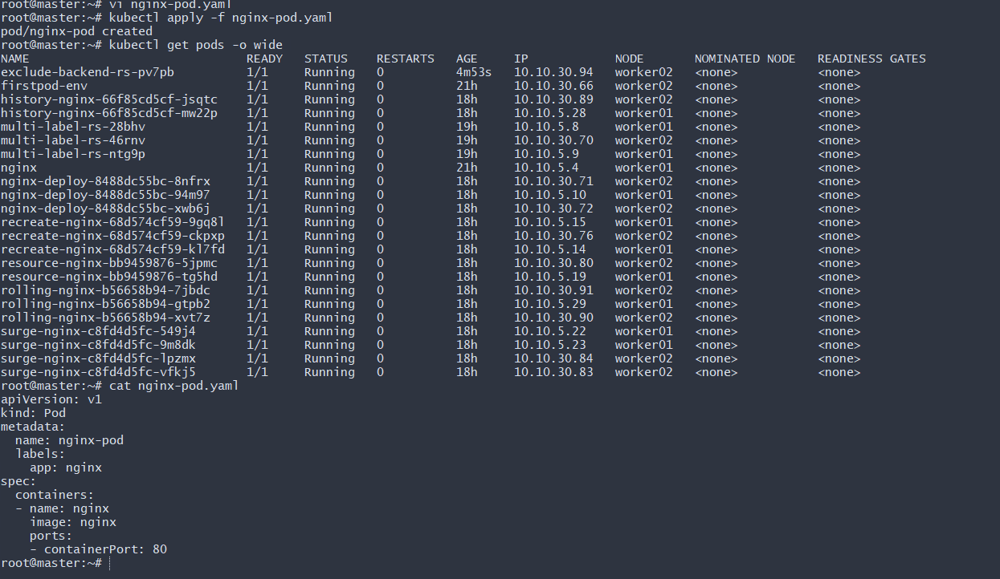 root@master:~# vi nginx-pod.yaml
root@master:~# kubectl apply -f nginx-pod.yaml
pod/nginx-pod created
root@master:~# kubectl get pods -o wide
NAME READY STATUS RESTARTS AGE IP NODE NOMINATED NODE READINESS GATES
exclude-backend-rs-pv7pb 1/1 Running 0 4m53s 10.10.30.94 worker02 <none> <none>
firstpod-env 1/1 Running 0 21h 10.10.30.66 worker02 <none> <none>
history-nginx-66f85cd5cf-jsqtc 1/1 Running 0 18h 10.10.30.89 worker02 <none> <none>
history-nginx-66f85cd5cf-mw22p 1/1 Running 0 18h 10.10.5.28 worker01 <none> <none>
multi-label-rs-28bhv 1/1 Running 0 19h 10.10.5.8 worker01 <none> <none>
multi-label-rs-46rnv 1/1 Running 0 19h 10.10.30.70 worker02 <none> <none>
multi-label-rs-ntg9p 1/1 Running 0 19h 10.10.5.9 worker01 <none> <none>
nginx 1/1 Running 0 21h 10.10.5.4 worker01 <none> <none>
nginx-deploy-8488dc55bc-8nfrx 1/1 Running 0 18h 10.10.30.71 worker02 <none> <none>
nginx-deploy-8488dc55bc-94m97 1/1 Running 0 18h 10.10.5.10 worker01 <none> <none>
nginx-deploy-8488dc55bc-xwb6j 1/1 Running 0 18h 10.10.30.72 worker02 <none> <none>
recreate-nginx-68d574cf59-9gq8l 1/1 Running 0 18h 10.10.5.15 worker01 <none> <none>
recreate-nginx-68d574cf59-ckpxp 1/1 Running 0 18h 10.10.30.76 worker02 <none> <none>
recreate-nginx-68d574cf59-kl7fd 1/1 Running 0 18h 10.10.5.14 worker01 <none> <none>
resource-nginx-bb9459876-5jpmc 1/1 Running 0 18h 10.10.30.80 worker02 <none> <none>
resource-nginx-bb9459876-tg5hd 1/1 Running 0 18h 10.10.5.19 worker01 <none> <none>
rolling-nginx-b56658b94-7jbdc 1/1 Running 0 18h 10.10.30.91 worker02 <none> <none>
rolling-nginx-b56658b94-gtpb2 1/1 Running 0 18h 10.10.5.29 worker01 <none> <none>
rolling-nginx-b56658b94-xvt7z 1/1 Running 0 18h 10.10.30.90 worker02 <none> <none>
surge-nginx-c8fd4d5fc-549j4 1/1 Running 0 18h 10.10.5.22 worker01 <none> <none>
surge-nginx-c8fd4d5fc-9m8dk 1/1 Running 0 18h 10.10.5.23 worker01 <none> <none>
surge-nginx-c8fd4d5fc-lpzmx 1/1 Running 0 18h 10.10.30.84 worker02 <none> <none>
surge-nginx-c8fd4d5fc-vfkj5 1/1 Running 0 18h 10.10.30.83 worker02 <none> <none>
root@master:~# cat nginx-pod.yaml
apiVersion: v1
kind: Pod
metadata:
  name: nginx-pod
  labels:
    app: nginx
spec:
  containers:
  - name: nginx
    image: nginx
    ports:
    - containerPort: 80
root@master:~#